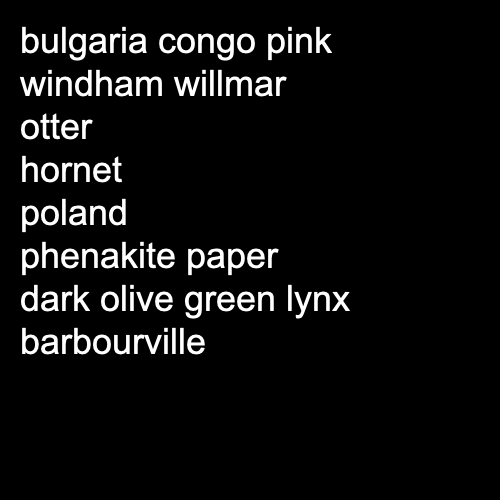 bulgaria congo pink
windham willmar
otter
hornet
poland
phenakite paper
dark olive green lynx
barbourville